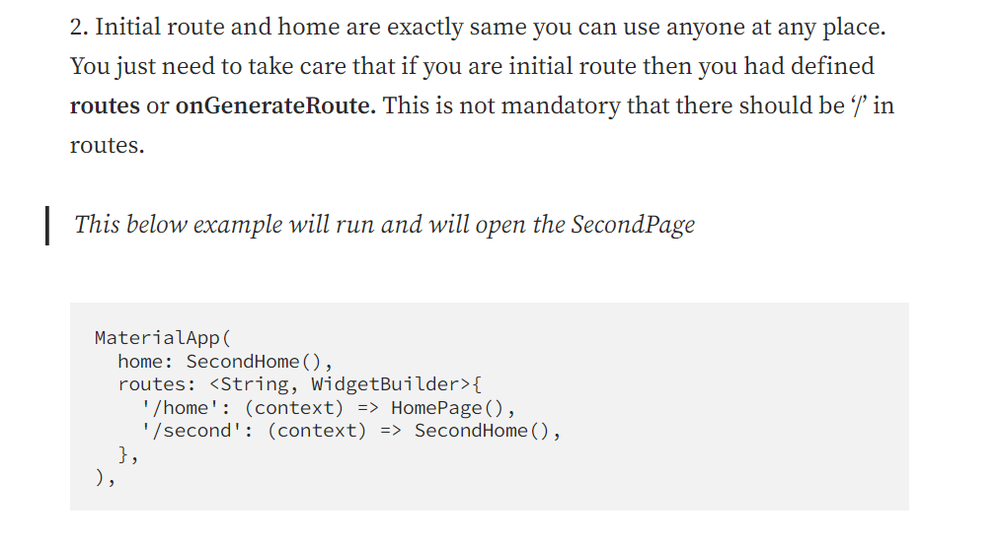 2. Initial route and home are exactly same you can use anyone at any place.
You just need to take care that if you are initial route then you had defined
routes or onGenerateRoute. This is not mandatory that there should be ‘/’ in
routes.
This below example will run and will open the SecondPage
MaterialApp(
  home: SecondHome(),
  routes: <String, WidgetBuilder>{
    '/home': (context) => HomePage(),
    '/second': (context) => SecondHome(),
  },
),